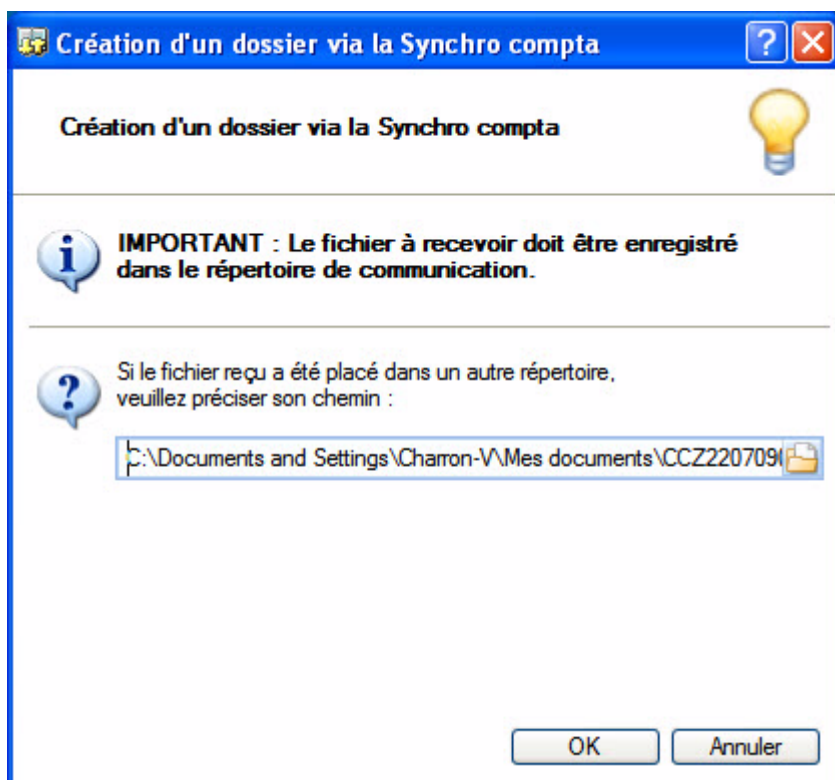 Création d'un dossier via la Synchro compta
Création d'un dossier via la Synchro compta
IMPORTANT : Le fichier à recevoir doit être enregistré
dans le répertoire de communication.
Si le fichier reçu a été placé dans un autre répertoire,
veuillez préciser son chemin :
C:\Documents and Settings\Charron-V\Mes documents\CCZ2207090
OK
Annuler